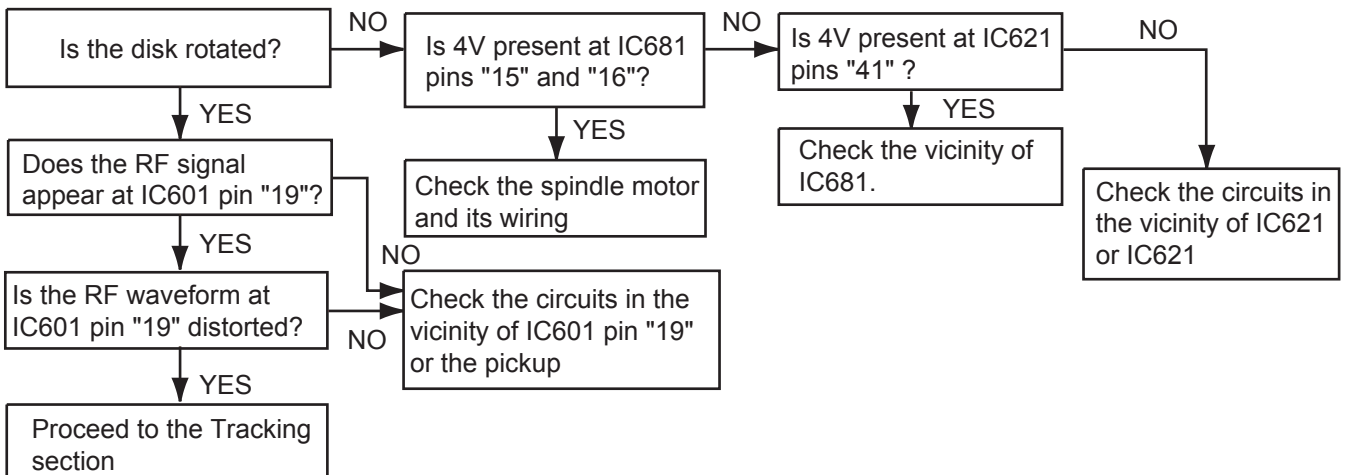 Is the disk rotated?
NO
Is 4V present at IC681
pins "15" and "16"?
NO
Is 4V present at IC621
pins "41" ?
NO
YES
YES
YES
Does the RF signal
appear at IC601 pin "19"?
Check the spindle motor
and its wiring
Check the vicinity of
IC681.
Check the circuits in
the vicinity of IC621
or IC621
YES
NO
Is the RF waveform at
IC601 pin "19" distorted?
NO
Check the circuits in the
vicinity of IC601 pin "19"
or the pickup
YES
Proceed to the Tracking
section